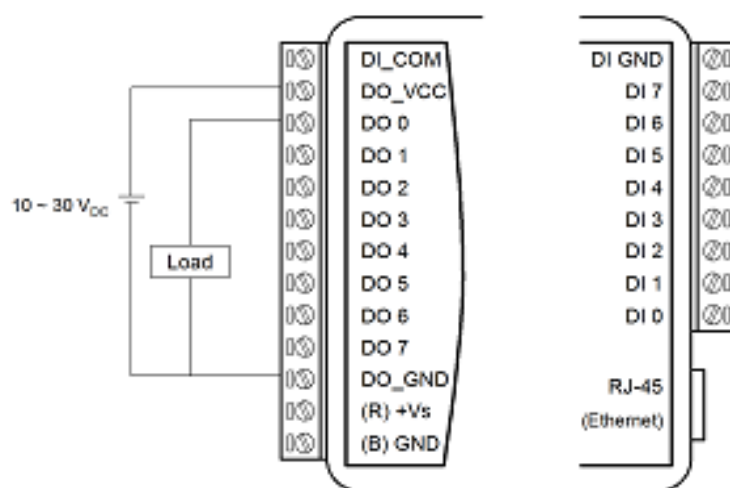 DI_COM
DO_VCC
DO 0
DO 1
DO 2
DO 3
DO 4
DO 5
DO 6
DO 7
DO_GND
(R) +Vs
(B) GND
10 ~ 30 VDC
Load
DI GND
DI 7
DI 6
DI 5
DI 4
DI 3
DI 2
DI 1
DI 0
RJ-45
(Ethernet)